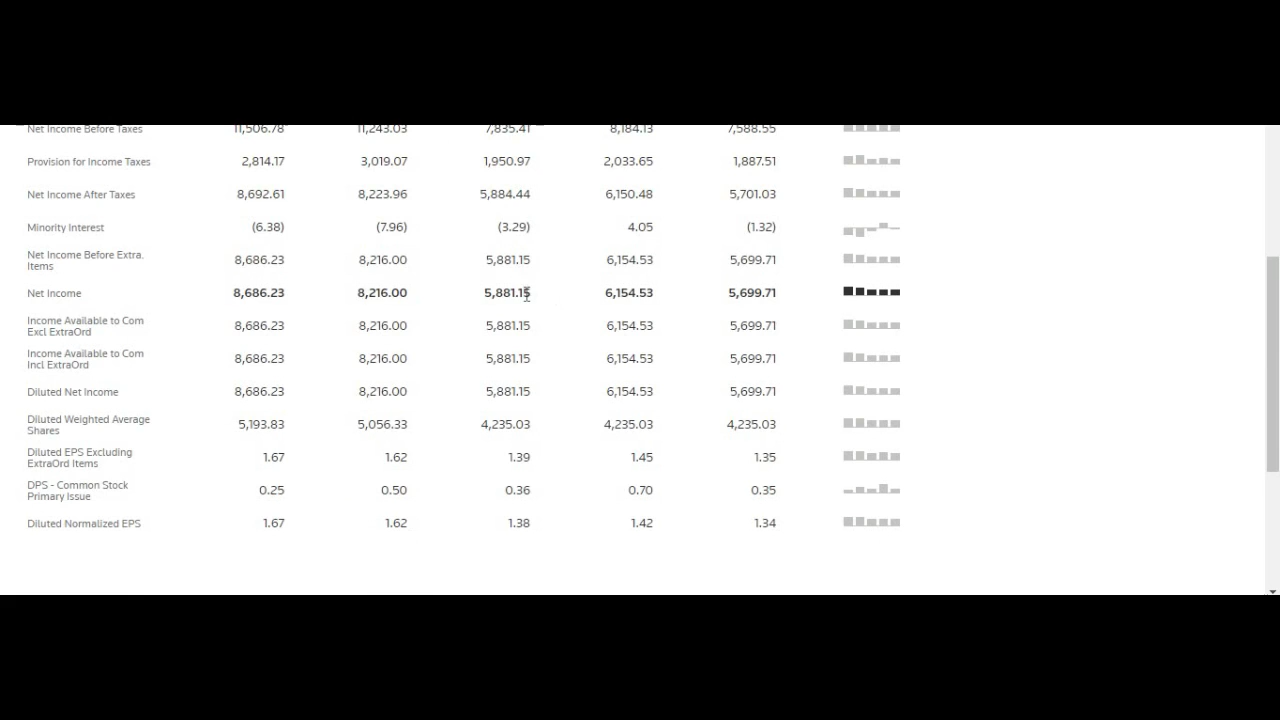 Net Income Before Taxes 11,506.78 11,243.03 7,835.41 8,184.13 7,588.55
Provision for Income Taxes 2,814.17 3,019.07 1,950.97 2,033.65 1,887.51
Net Income After Taxes 8,692.61 8,223.96 5,884.44 6,150.48 5,701.03
Minority Interest (6.38) (7.96) (3.29) 4.05 (1.32)
Net Income Before Extra.
Items 8,686.23 8,216.00 5,881.15 6,154.53 5,699.71
Net Income 8,686.23 8,216.00 5,881.15 6,154.53 5,699.71
Income Available to Com
Excl ExtraOrd 8,686.23 8,216.00 5,881.15 6,154.53 5,699.71
Income Available to Com
Incl ExtraOrd 8,686.23 8,216.00 5,881.15 6,154.53 5,699.71
Diluted Net Income 8,686.23 8,216.00 5,881.15 6,154.53 5,699.71
Diluted Weighted Average
Shares 5,193.83 5,056.33 4,235.03 4,235.03 4,235.03
Diluted EPS Excluding
ExtraOrd Items 1.67 1.62 1.39 1.45 1.35
DPS - Common Stock
Primary Issue 0.25 0.50 0.36 0.70 0.35
Diluted Normalized EPS 1.67 1.62 1.38 1.42 1.34